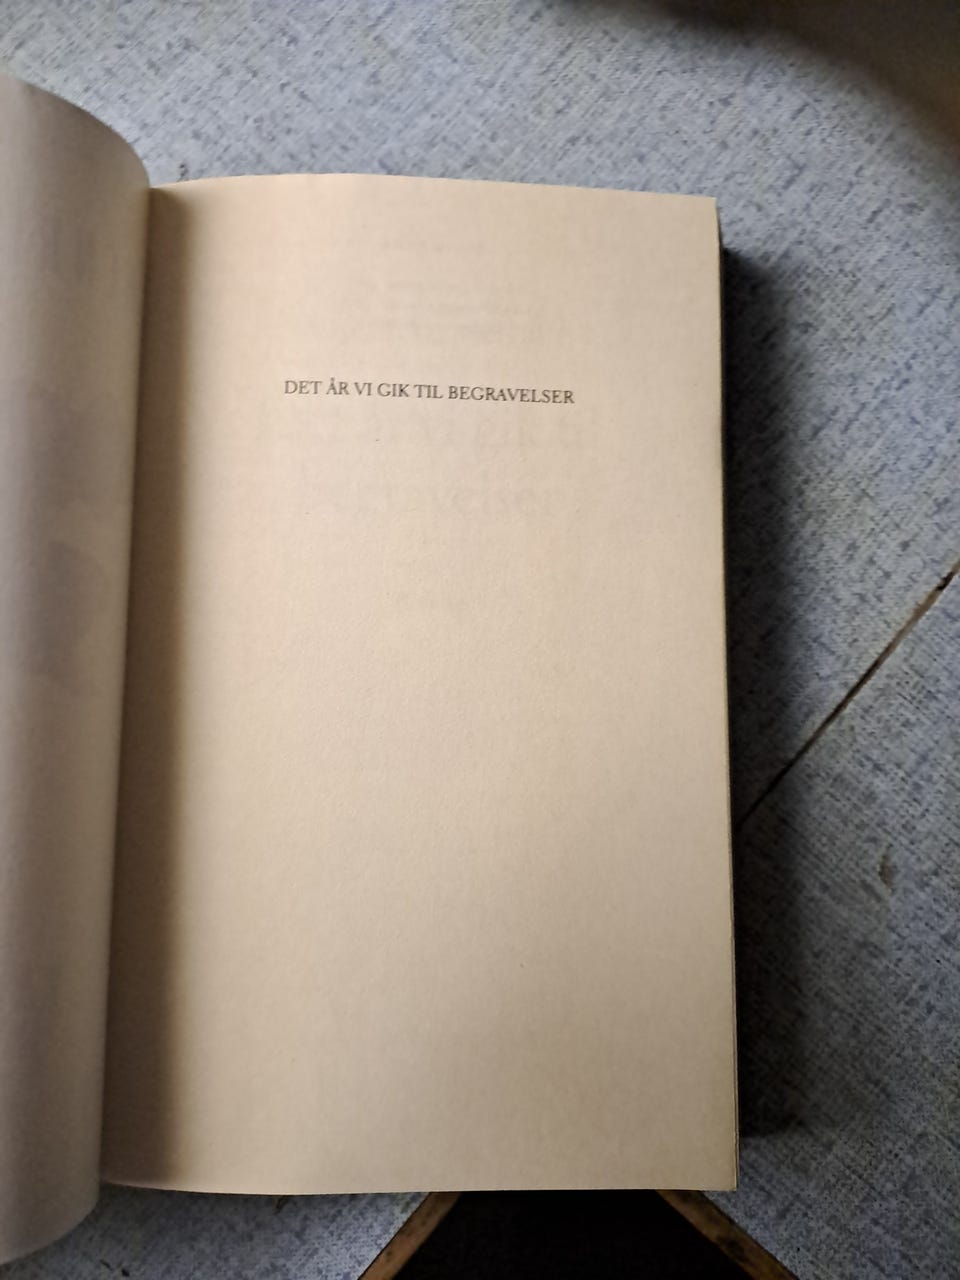 DET ÅR VI GIK TIL BEGRAVELSER